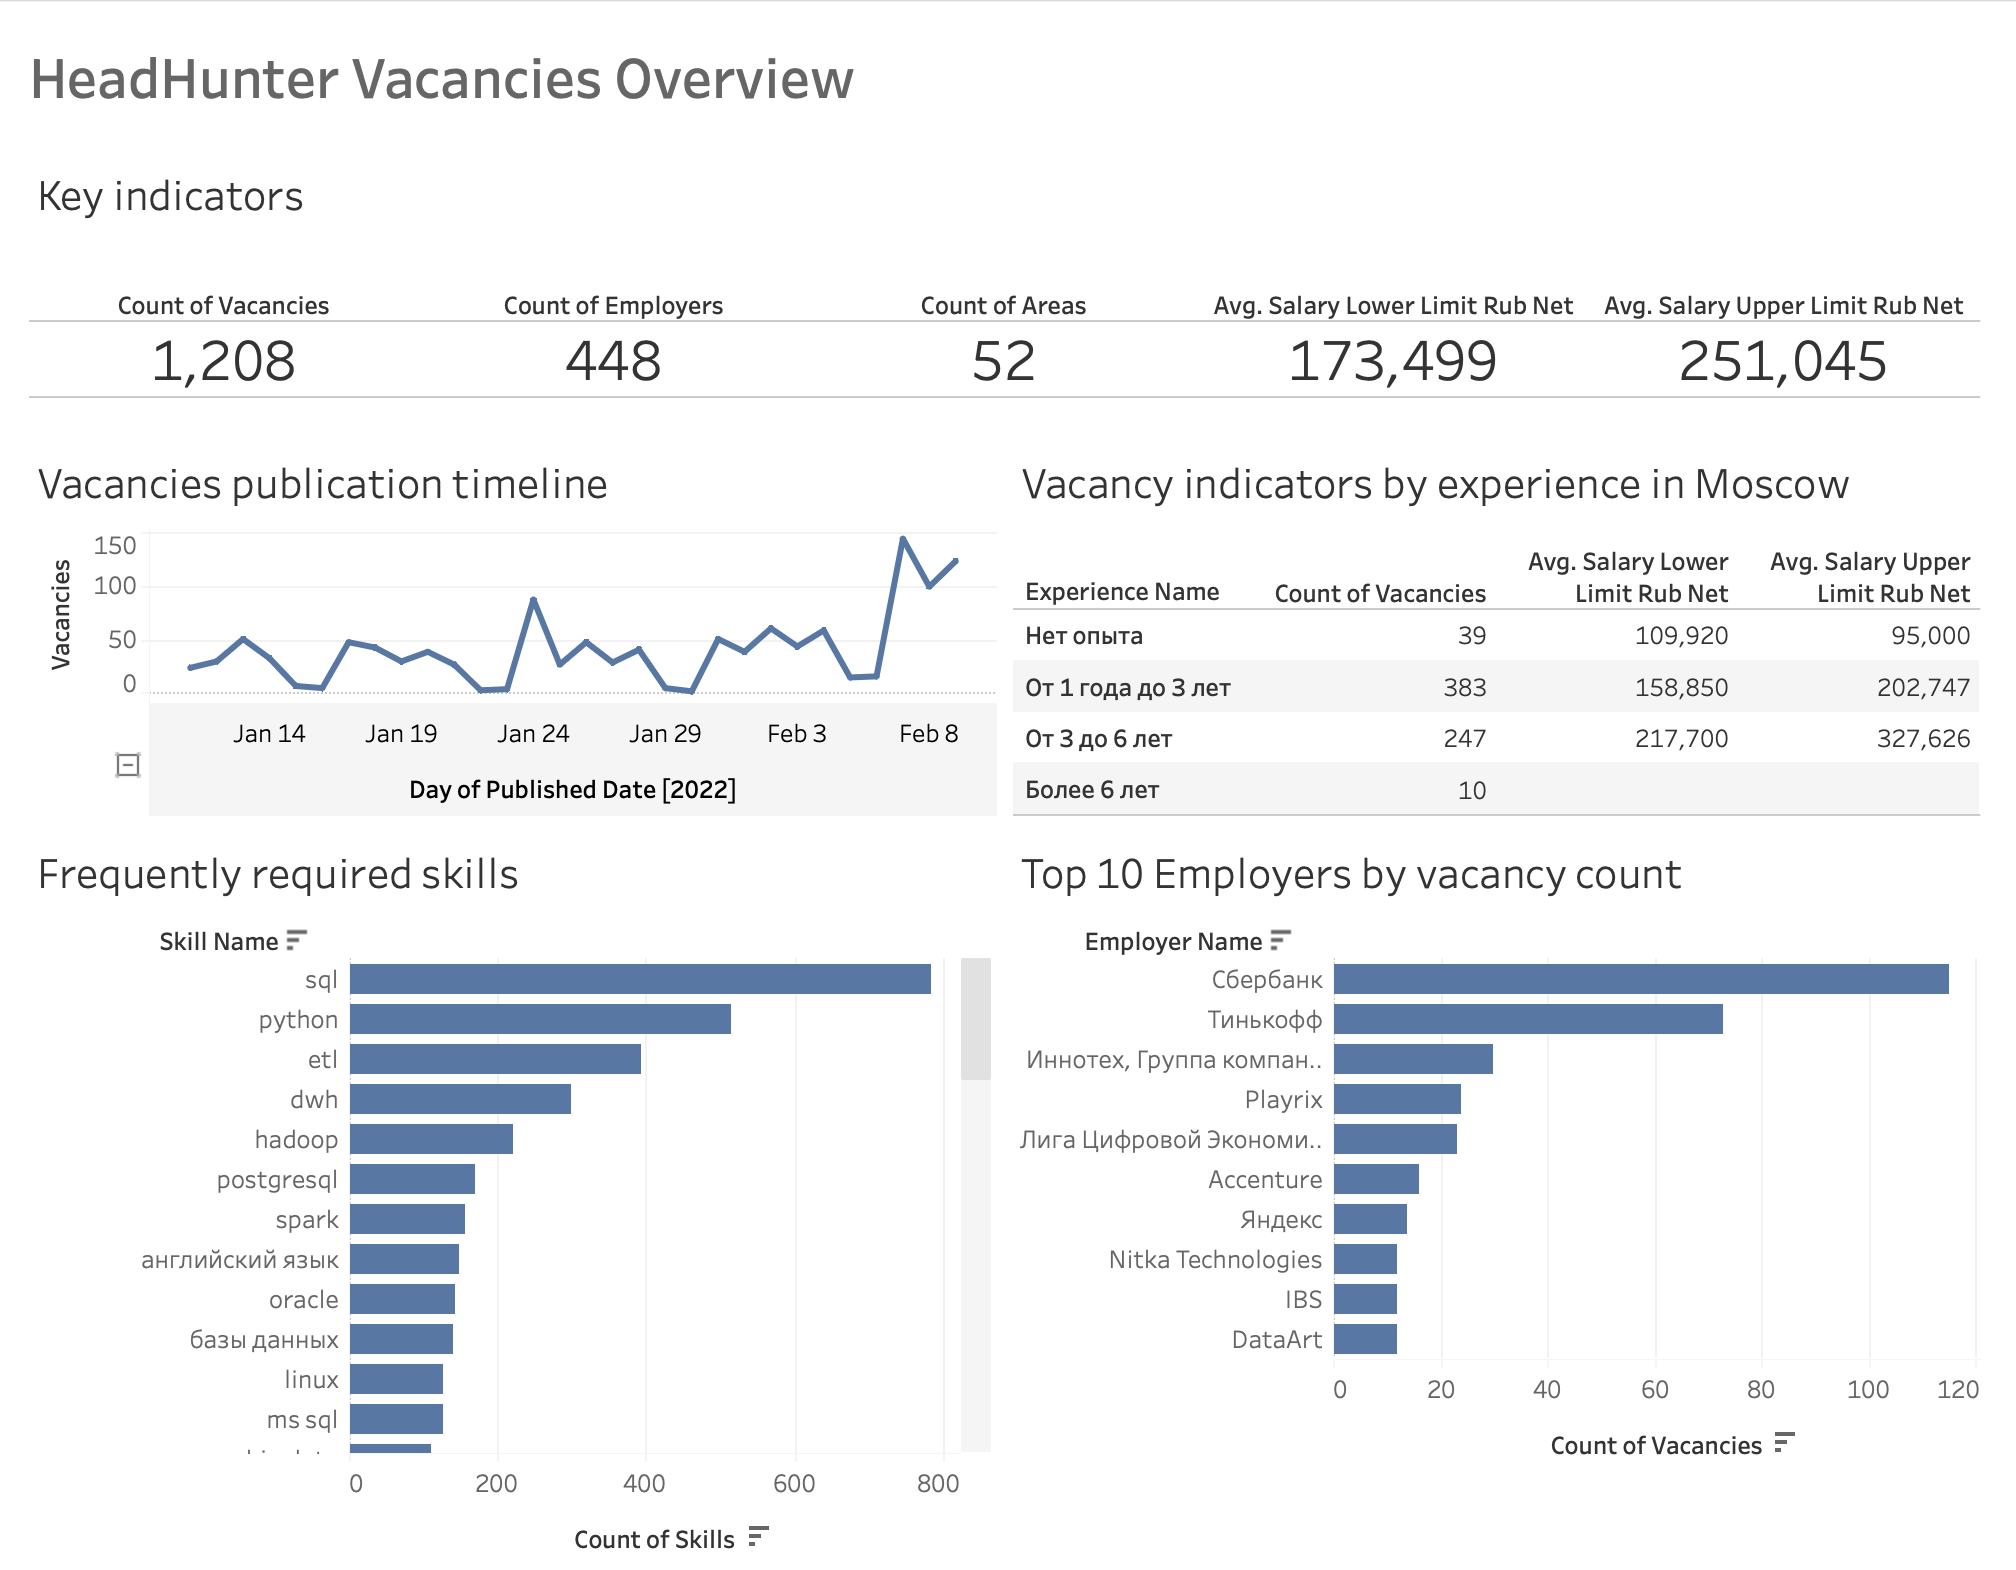 HeadHunter Vacancies Overview
Key indicators
Count of Vacancies Count of Employers Count of Areas Avg. Salary Lower Limit Rub Net Avg. Salary Upper Limit Rub Net
1,208 448 52 173,499 251,045
Vacancies publication timeline
Vacancies
150
100
50
0
Jan 14 Jan 19 Jan 24 Jan 29 Feb 3 Feb 8
Day of Published Date [2022]
Vacancy indicators by experience in Moscow
Experience Name Count of Vacancies Avg. Salary Lower Limit Rub Net Avg. Salary Upper Limit Rub Net
Нет опыта 39 109,920 95,000
От 1 года до 3 лет 383 158,850 202,747
От 3 до 6 лет 247 217,700 327,626
Более 6 лет 10
Frequently required skills
Skill Name
sql
python
etl
dwh
hadoop
postgresql
spark
английский язык
oracle
базы данных
linux
ms sql
0 200 400 600 800
Count of Skills
Top 10 Employers by vacancy count
Employer Name
Сбербанк
Тинькофф
Иннотех, Группа компан..
Playrix
Лига Цифровой Экономи..
Accenture
Яндекс
Nitka Technologies
IBS
DataArt
0 20 40 60 80 100 120
Count of Vacancies